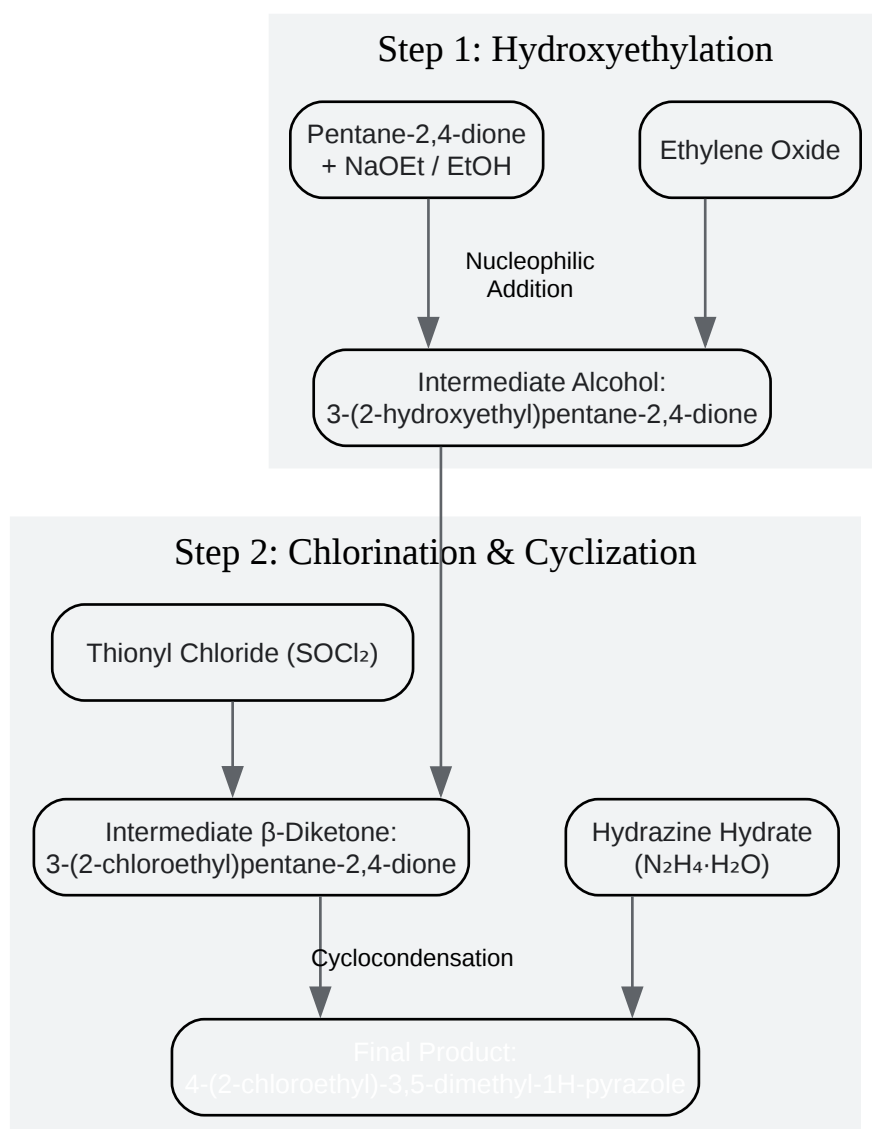 Step 1: Hydroxyethylation
Pentane-2,4-dione
+ NaOEt / EtOH
Ethylene Oxide
Nucleophilic
Addition
Intermediate Alcohol:
3-(2-hydroxyethyl)pentane-2,4-dione
Step 2: Chlorination & Cyclization
Thionyl Chloride (SOCl₂)
Intermediate β-Diketone:
3-(2-chloroethyl)pentane-2,4-dione
Hydrazine Hydrate
(N₂H₄·H₂O)
Cyclocondensation
Final Product:
4-(2-chloroethyl)-3,5-dimethyl-1H-pyrazole